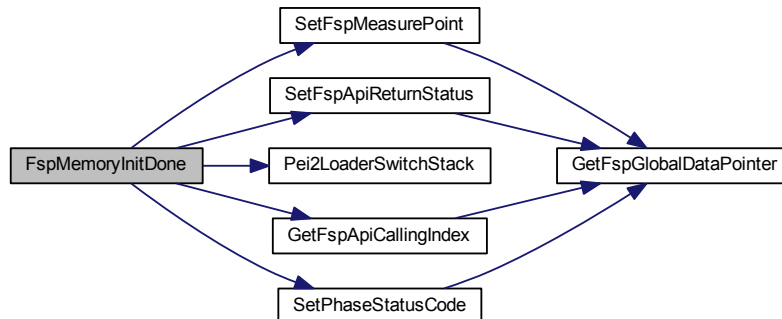 SetFspMeasurePoint
SetFspApiReturnStatus
FspMemoryInitDone
Pei2LoaderSwitchStack
GetFspGlobalDataPointer
GetFspApiCallingIndex
SetPhaseStatusCode